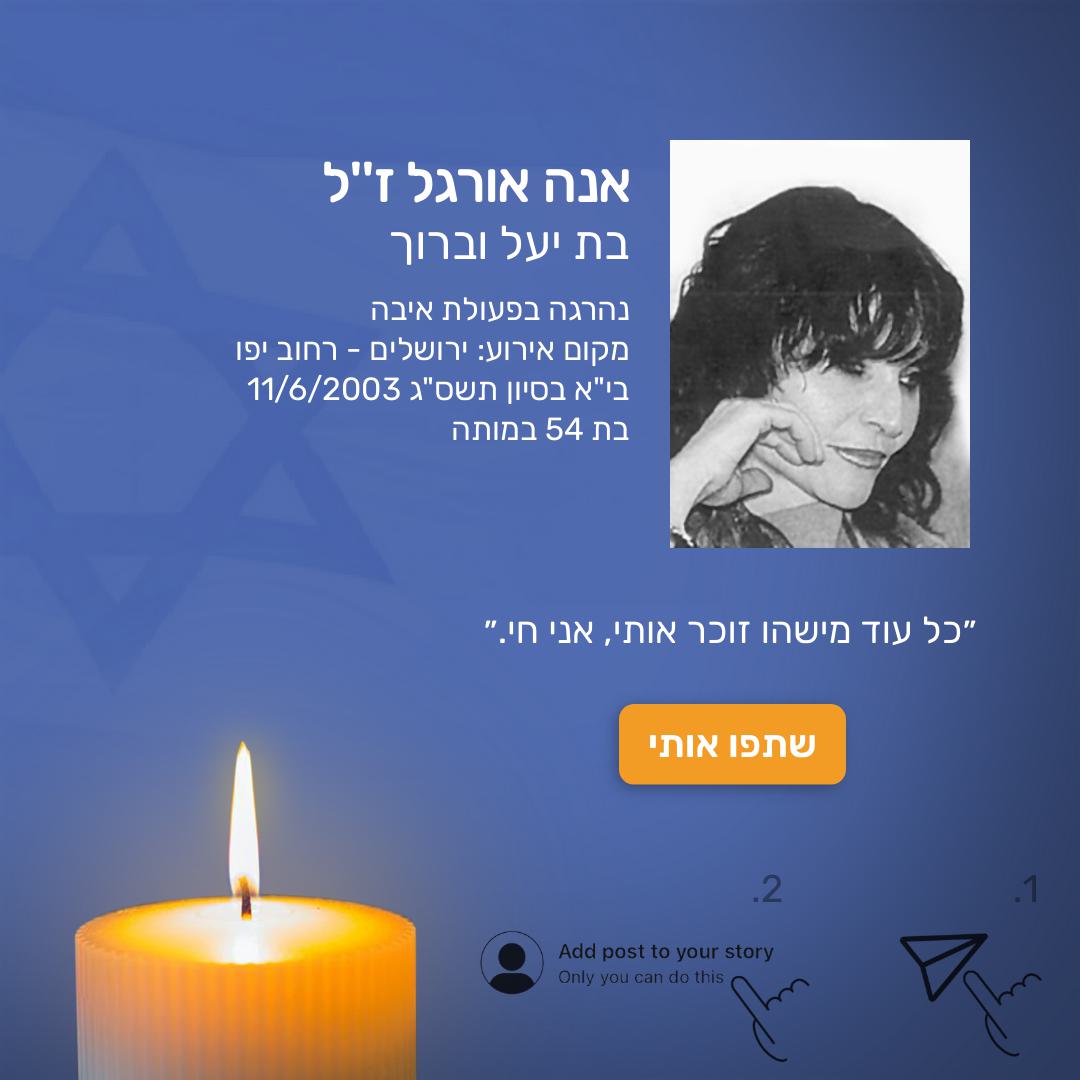 אנה אורגל ז"ל
בת יעל וברוך
נהרגה בפעולת איבה
מקום אירוע: ירושלים - רחוב יפו
בי"א בסיון תשס"ג 11/6/2003
בת 54 במותה
״כל עוד מישהו זוכר אותי, אני חי.״
שתפו אותי
1.
2.
Add post to your story
Only you can do this